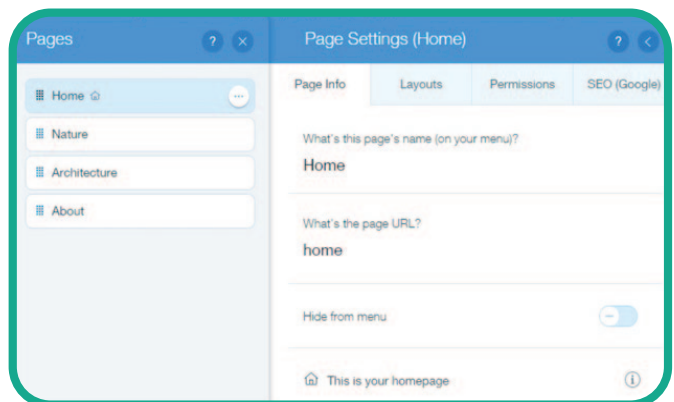 Pages ? ×
Home ...
Nature
Architecture
About
Page Settings (Home) ? <
Page Info Layouts Permissions SEO (Google)
What's this page's name (on your menu)?
Home
What's the page URL?
home
Hide from menu
This is your homepage i